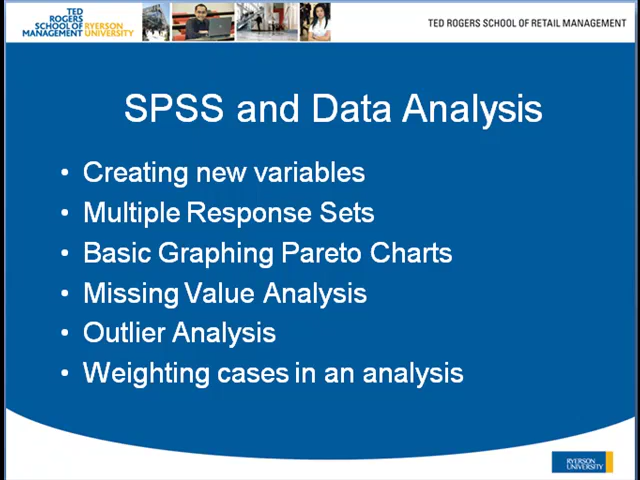 TED
ROGERS
SCHOOL OF RYERSON
MANAGEMENT UNIVERSITY
TED ROGERS SCHOOL OF RETAIL MANAGEMENT
SPSS and Data Analysis
• Creating new variables
• Multiple Response Sets
• Basic Graphing Pareto Charts
• Missing Value Analysis
• Outlier Analysis
• Weighting cases in an analysis
RYERSON
UNIVERSITY